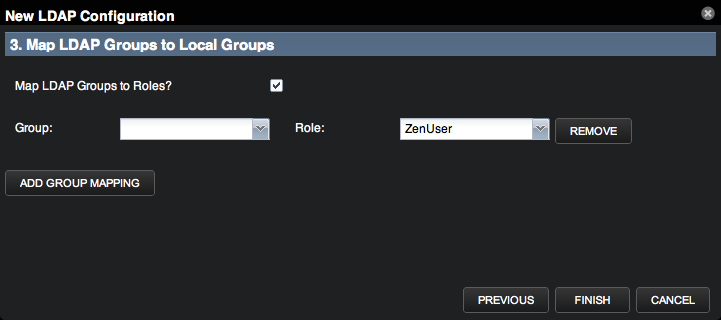 New LDAP Configuration
3. Map LDAP Groups to Local Groups
Map LDAP Groups to Roles?
Group: Role: ZenUser REMOVE
ADD GROUP MAPPING
PREVIOUS FINISH CANCEL